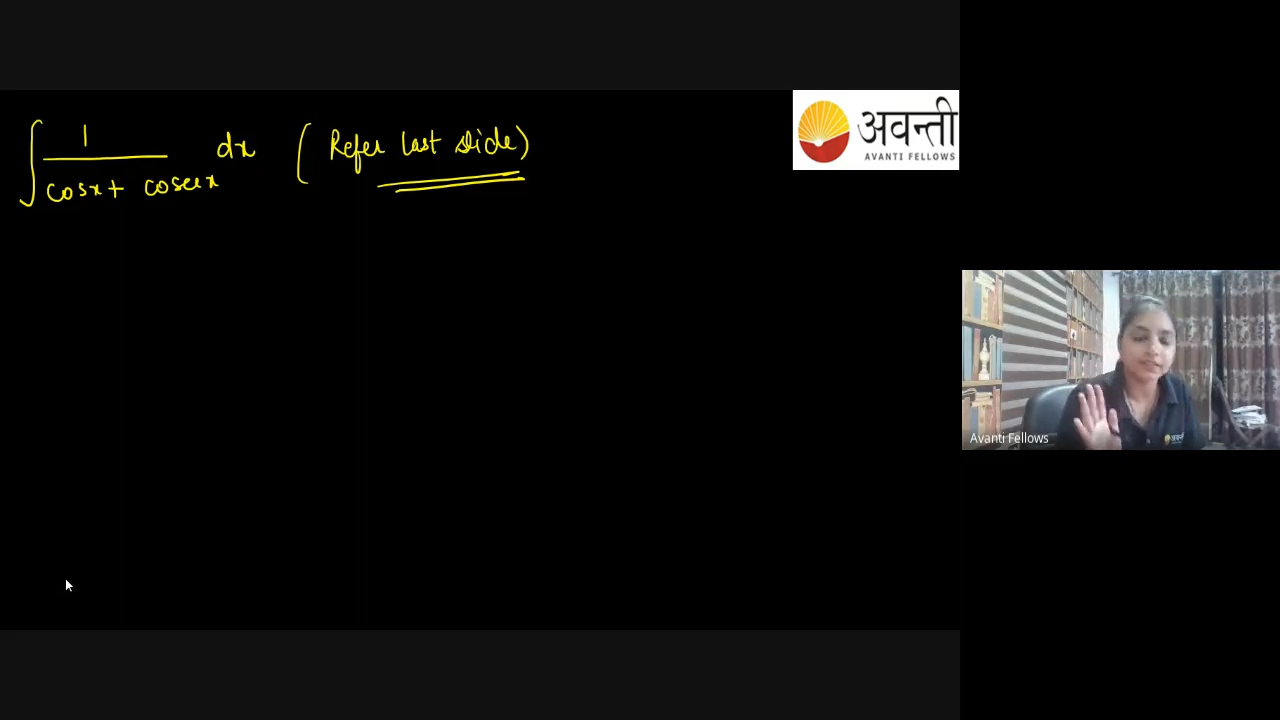 ∫ 1 / (cosx + cosecx) dx (Refer last slide)
अवन्ती
AVANTI FELLOWS
Avanti Fellows